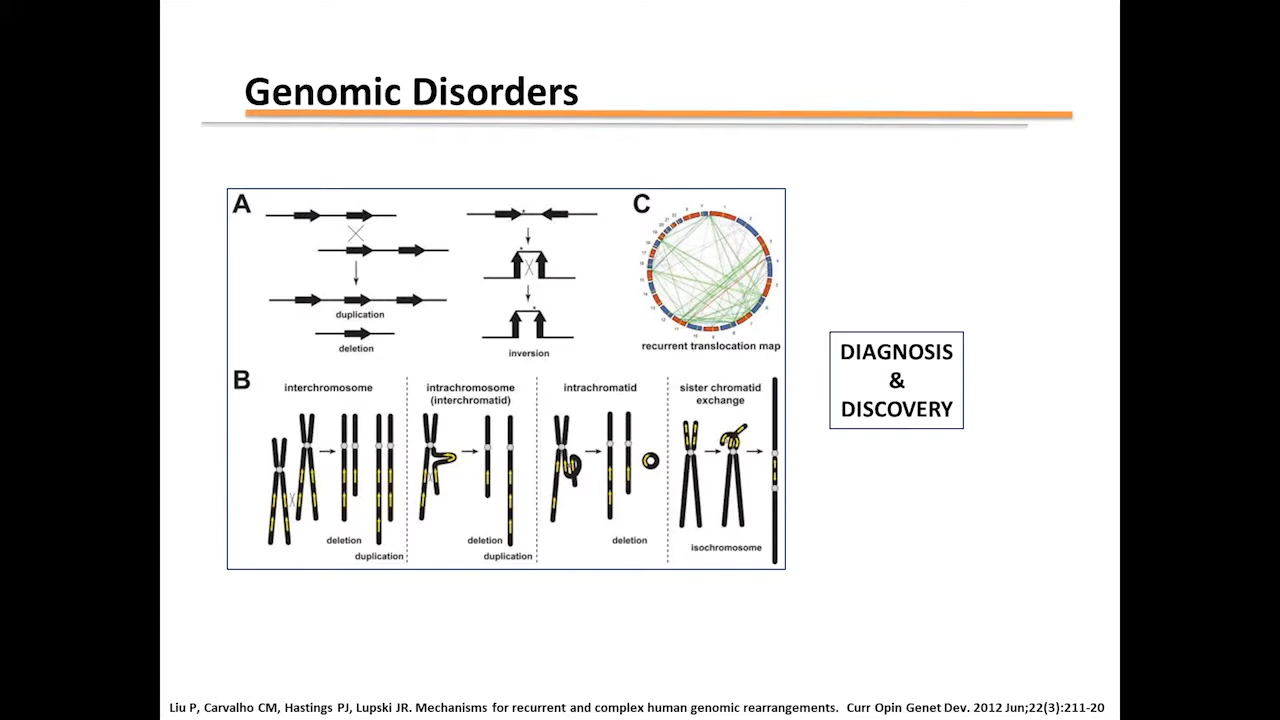 Genomic Disorders
A
duplication
deletion
inversion
C
recurrent translocation map
B
interchromosome
deletion
duplication
intrachromosome
(interchromatid)
deletion
duplication
intrachromatid
deletion
sister chromatid
exchange
isochromosome
DIAGNOSIS
&
DISCOVERY
Liu P, Carvalho CM, Hastings PJ, Lupski JR. Mechanisms for recurrent and complex human genomic rearrangements. Curr Opin Genet Dev. 2012 Jun;22(3):211-20